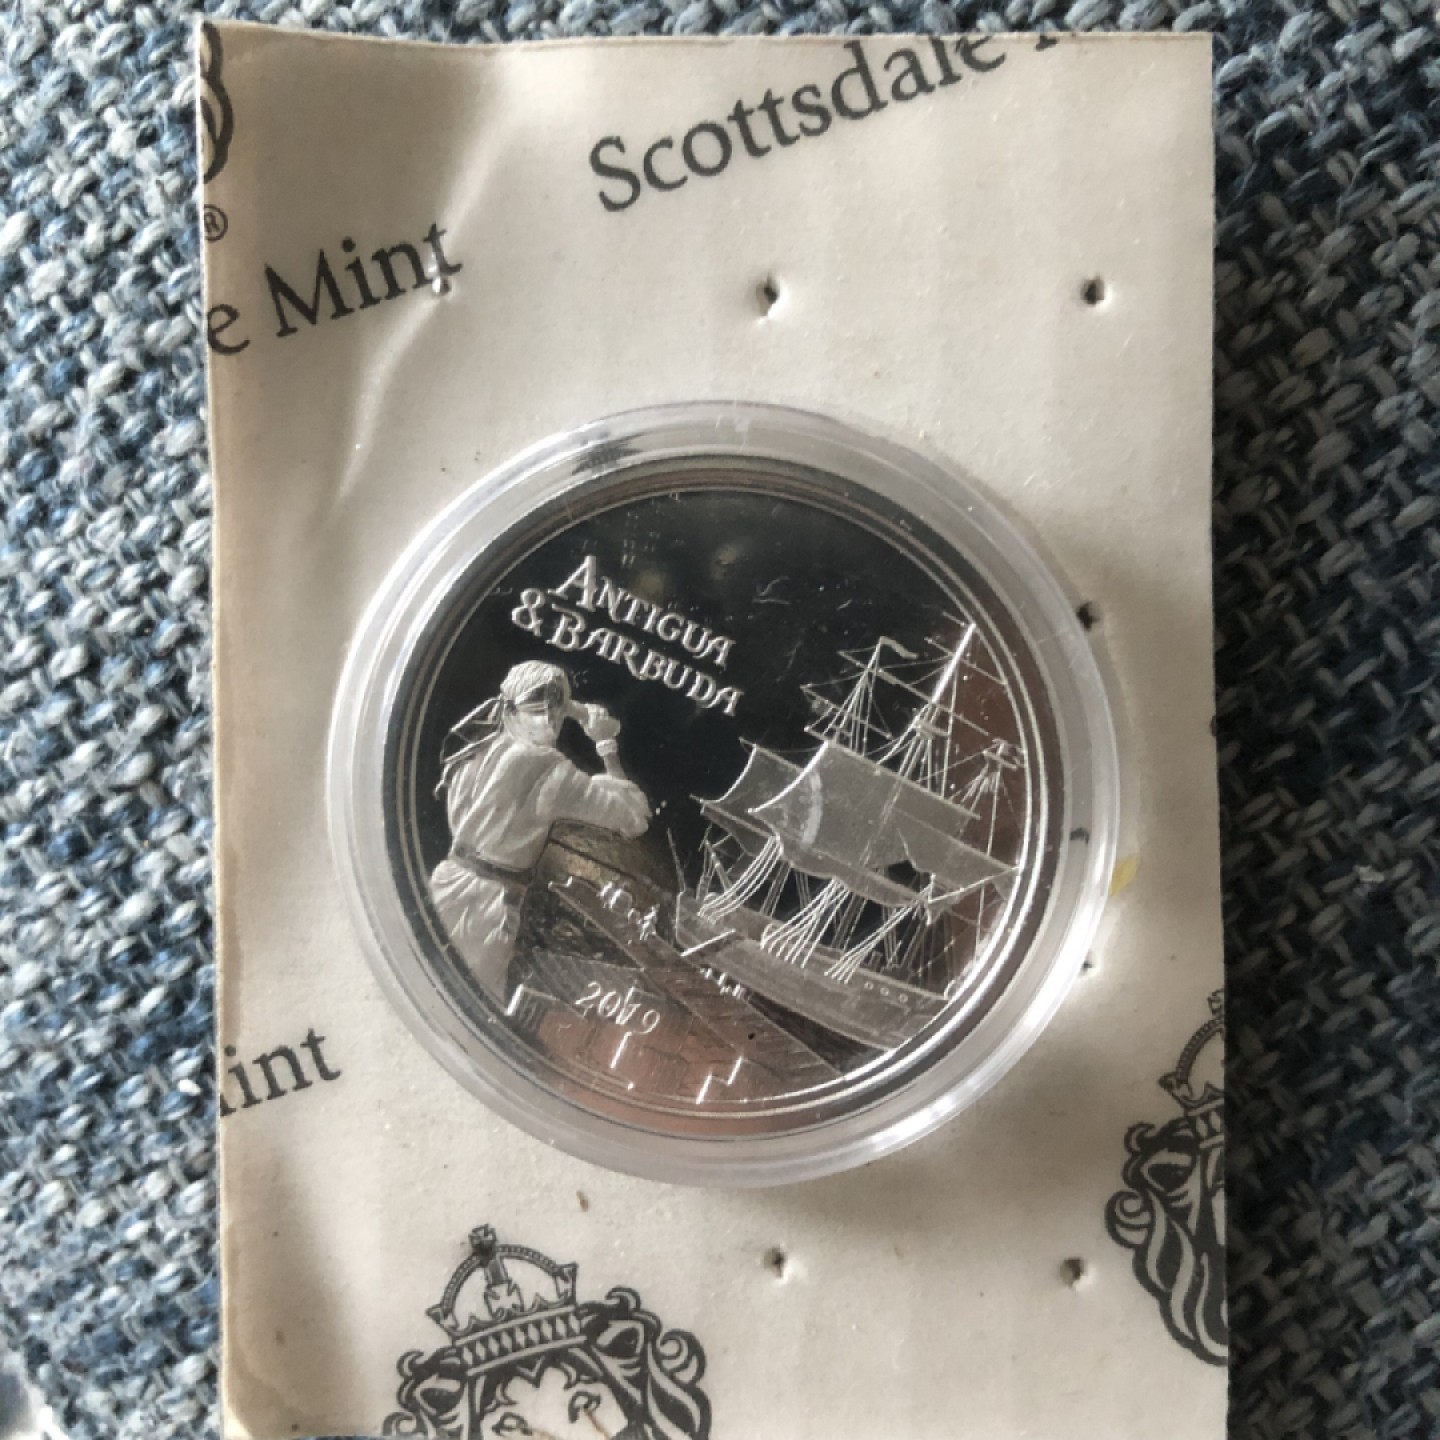 Scottsdale
®
e Mint
ANTIGUA
& BARBUDA
2019
int